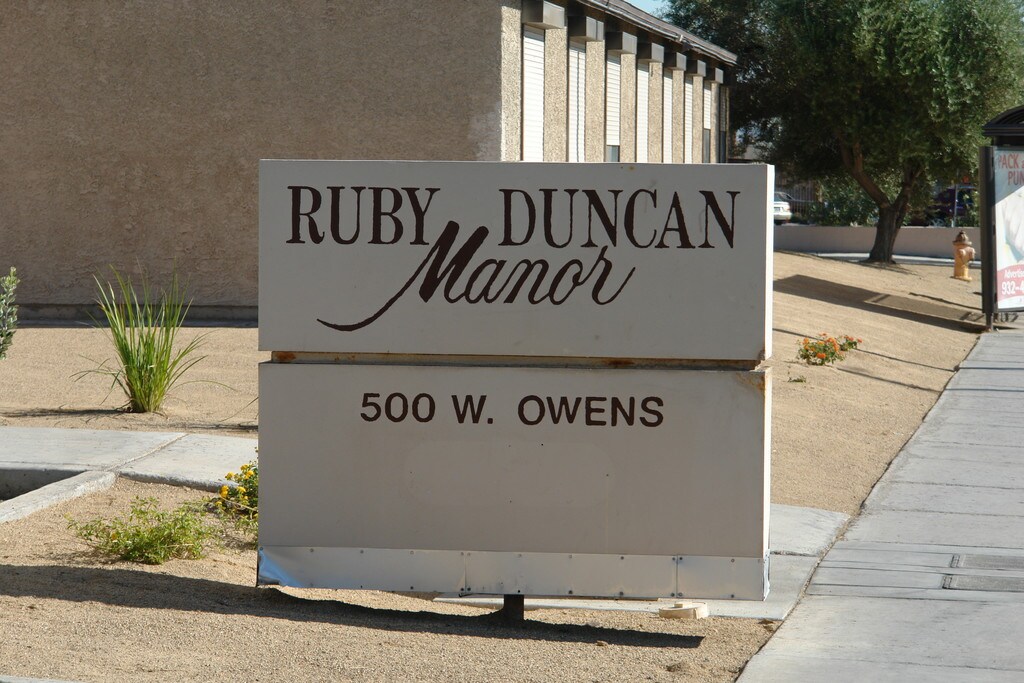 RUBY DUNCAN
Manor
500 W. OWENS